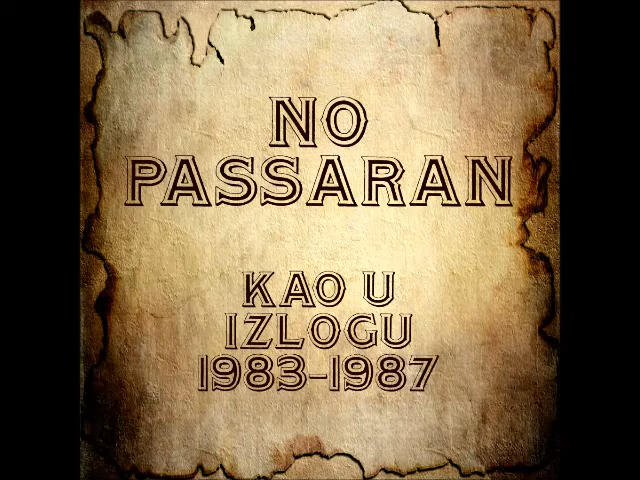 NO
PASSARAN
KAO U
IZLOGU
1983-1987